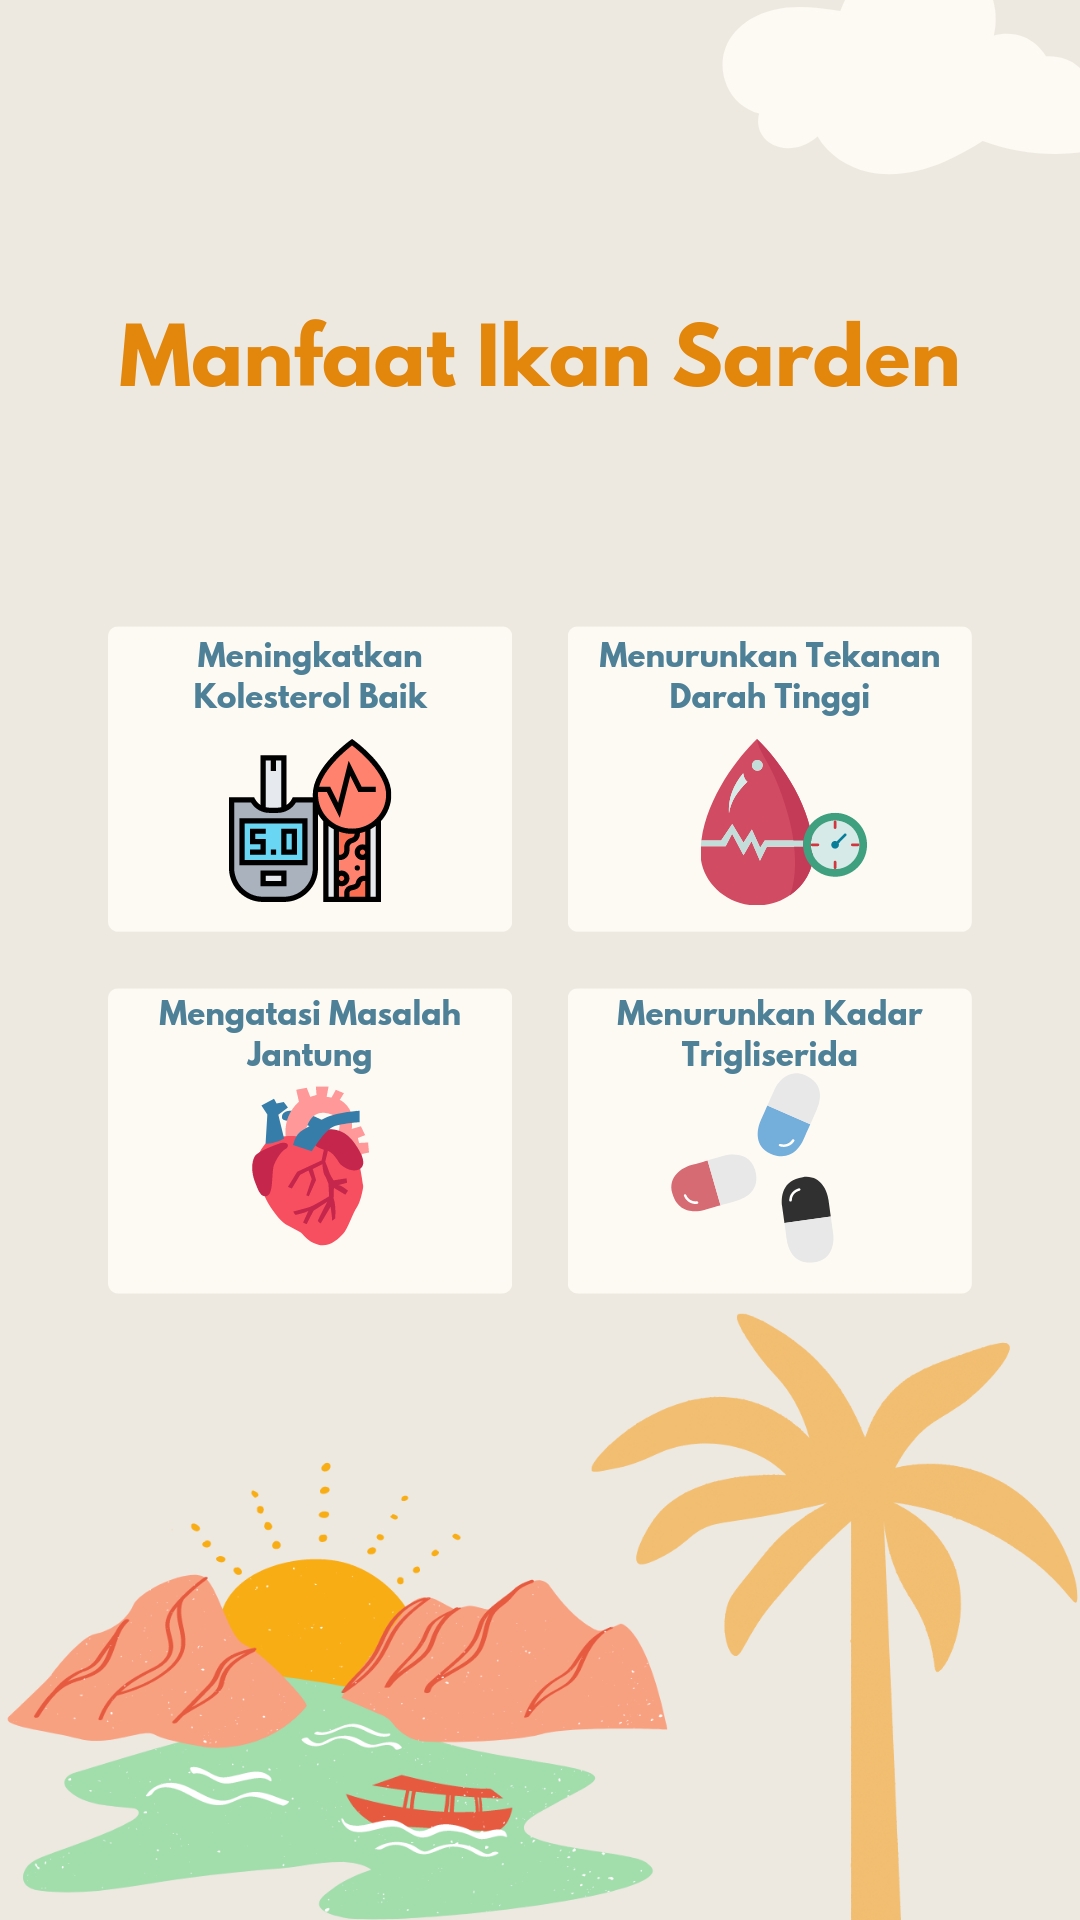 Manfaat Ikan Sarden
Meningkatkan
Kolesterol Baik
Menurunkan Tekanan
Darah Tinggi
5.0
Mengatasi Masalah
Jantung
Menurunkan Kadar
Trigliserida